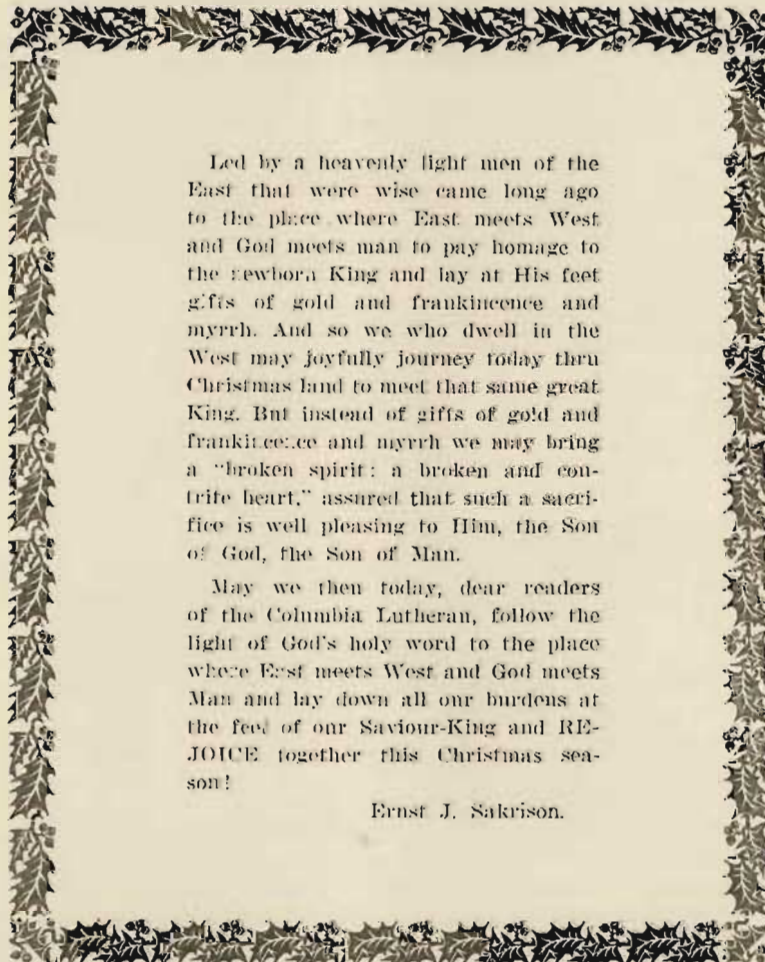 Led by a heavenly light men of the
East that were wise came long ago
to the place where East meets West
and God meets man to pay homage to
the newborn King and lay at His feet
gifts of gold and frankincence and
myrrh. And so we who dwell in the
West may joyfully journey today thru
Christmas land to meet that same great
King. But instead of gifts of gold and
frankincence and myrrh we may bring
a "broken spirit: a broken and con-
trite heart," assured that such a sacri-
fice is well pleasing to Him, the Son
of God, the Son of Man.
May we then today, dear readers
of the Columbia Lutheran, follow the
light of God's holy word to the place
where East meets West and God meets
Man and lay down all our burdens at
the feet of our Saviour-King and RE-
JOICE together this Christmas sea-
son!
Ernst J. Sakrison.